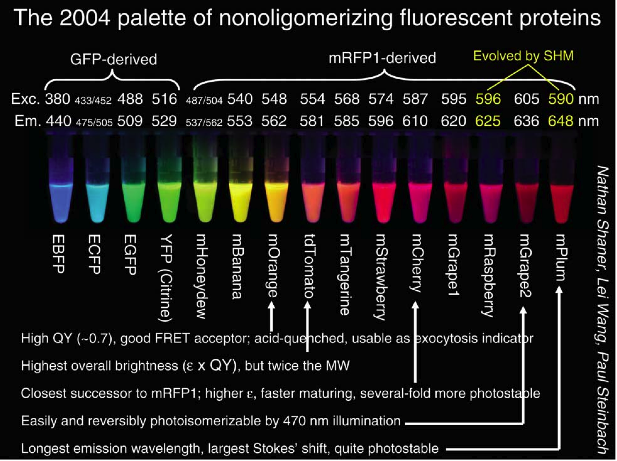 The 2004 palette of nonoligomerizing fluorescent proteins
GFP-derived
mRFP1-derived
Evolved by SHM
Exc. 380 433/452 488 516 487/504 540 548 554 568 574 587 595 596 605 590 nm
Em. 440 475/505 509 529 537/562 553 562 581 585 596 610 620 625 636 648 nm
EBFP
ECFP
EGFP
YFP (Citrine)
mHoneydew
mBanana
mOrange
tdTomato
mTangerine
mStrawberry
mCherry
mGrape1
mRaspberry
mGrape2
mPlum
High QY (~0.7), good FRET acceptor; acid-quenched, usable as exocytosis indicator
Highest overall brightness (ε x QY), but twice the MW
Closest successor to mRFP1; higher ε, faster maturing, several-fold more photostable
Easily and reversibly photoisomerizable by 470 nm illumination
Longest emission wavelength, largest Stokes' shift, quite photostable
Nathan Shaner, Lei Wang, Paul Steinbach